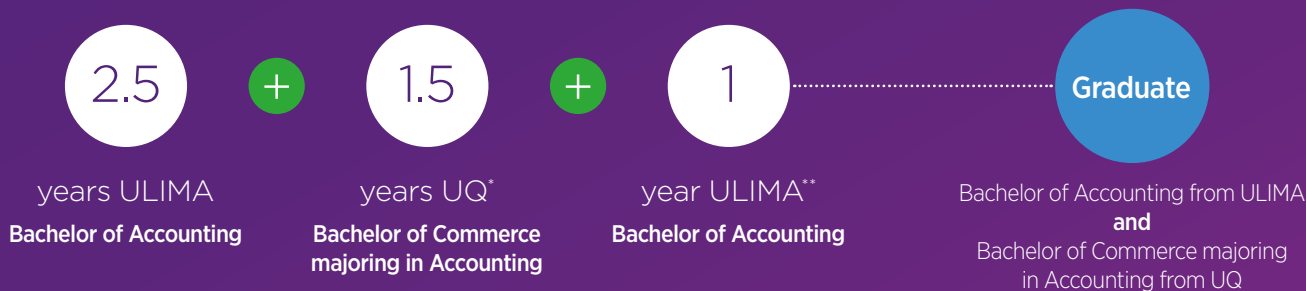 2.5
+
1.5
+
1
Graduate
years ULIMA
Bachelor of Accounting
years UQ*
Bachelor of Commerce
majoring in Accounting
year ULIMA**
Bachelor of Accounting
Bachelor of Accounting from ULIMA
and
Bachelor of Commerce majoring
in Accounting from UQ